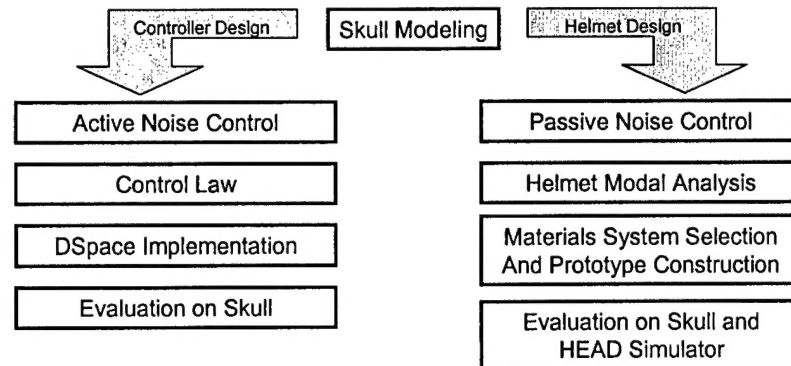 Controller Design
Skull Modeling
Helmet Design
Active Noise Control
Control Law
DSpace Implementation
Evaluation on Skull
Passive Noise Control
Helmet Modal Analysis
Materials System Selection
And Prototype Construction
Evaluation on Skull and
HEAD Simulator